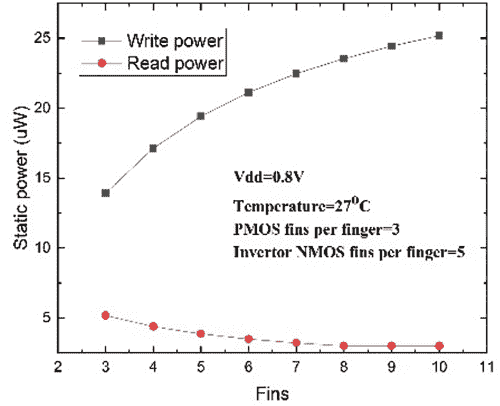 25
20
15
10
5
Static power (uW)
Write power
Read power
Vdd=0.8V
Temperature=27⁰C
PMOS fins per finger=3
Invertor NMOS fins per finger=5
2 3 4 5 6 7 8 9 10 11
Fins